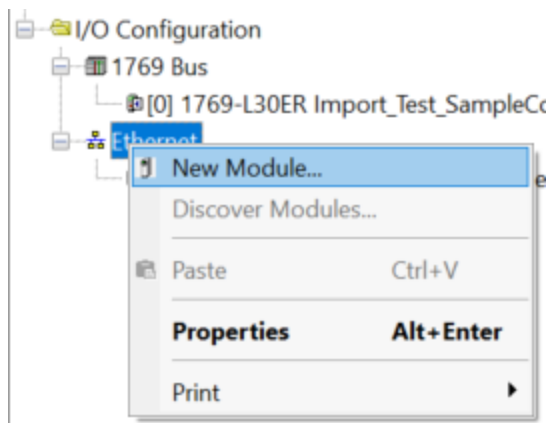 I/O Configuration
1769 Bus
[0] 1769-L30ER Import_Test_SampleCo
Ethernet
New Module...
Discover Modules...
Paste Ctrl+V
Properties Alt+Enter
Print